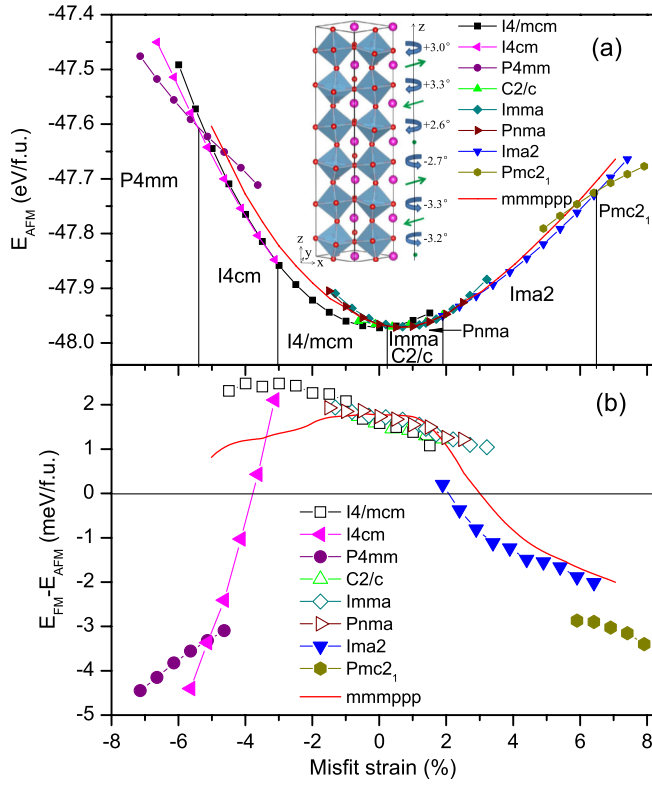 (a)
E_AFM (eV/f.u.)
-47.4
-47.5
-47.6
-47.7
-47.8
-47.9
-48.0
z
+3.0°
+3.3°
+2.6°
-2.7°
-3.3°
-3.2°
z
y
x
I4/mcm
I4cm
P4mm
C2/c
Imma
Pnma
Ima2
Pmc2₁
mmmppp
P4mm
I4cm
I4/mcm
Imma
C2/c
Pnma
Ima2
Pmc2₁
(b)
E_FM-E_AFM (meV/f.u.)
2
1
0
-1
-2
-3
-4
-5
I4/mcm
I4cm
P4mm
C2/c
Imma
Pnma
Ima2
Pmc2₁
mmmppp
-8 -6 -4 -2 0 2 4 6 8
Misfit strain (%)